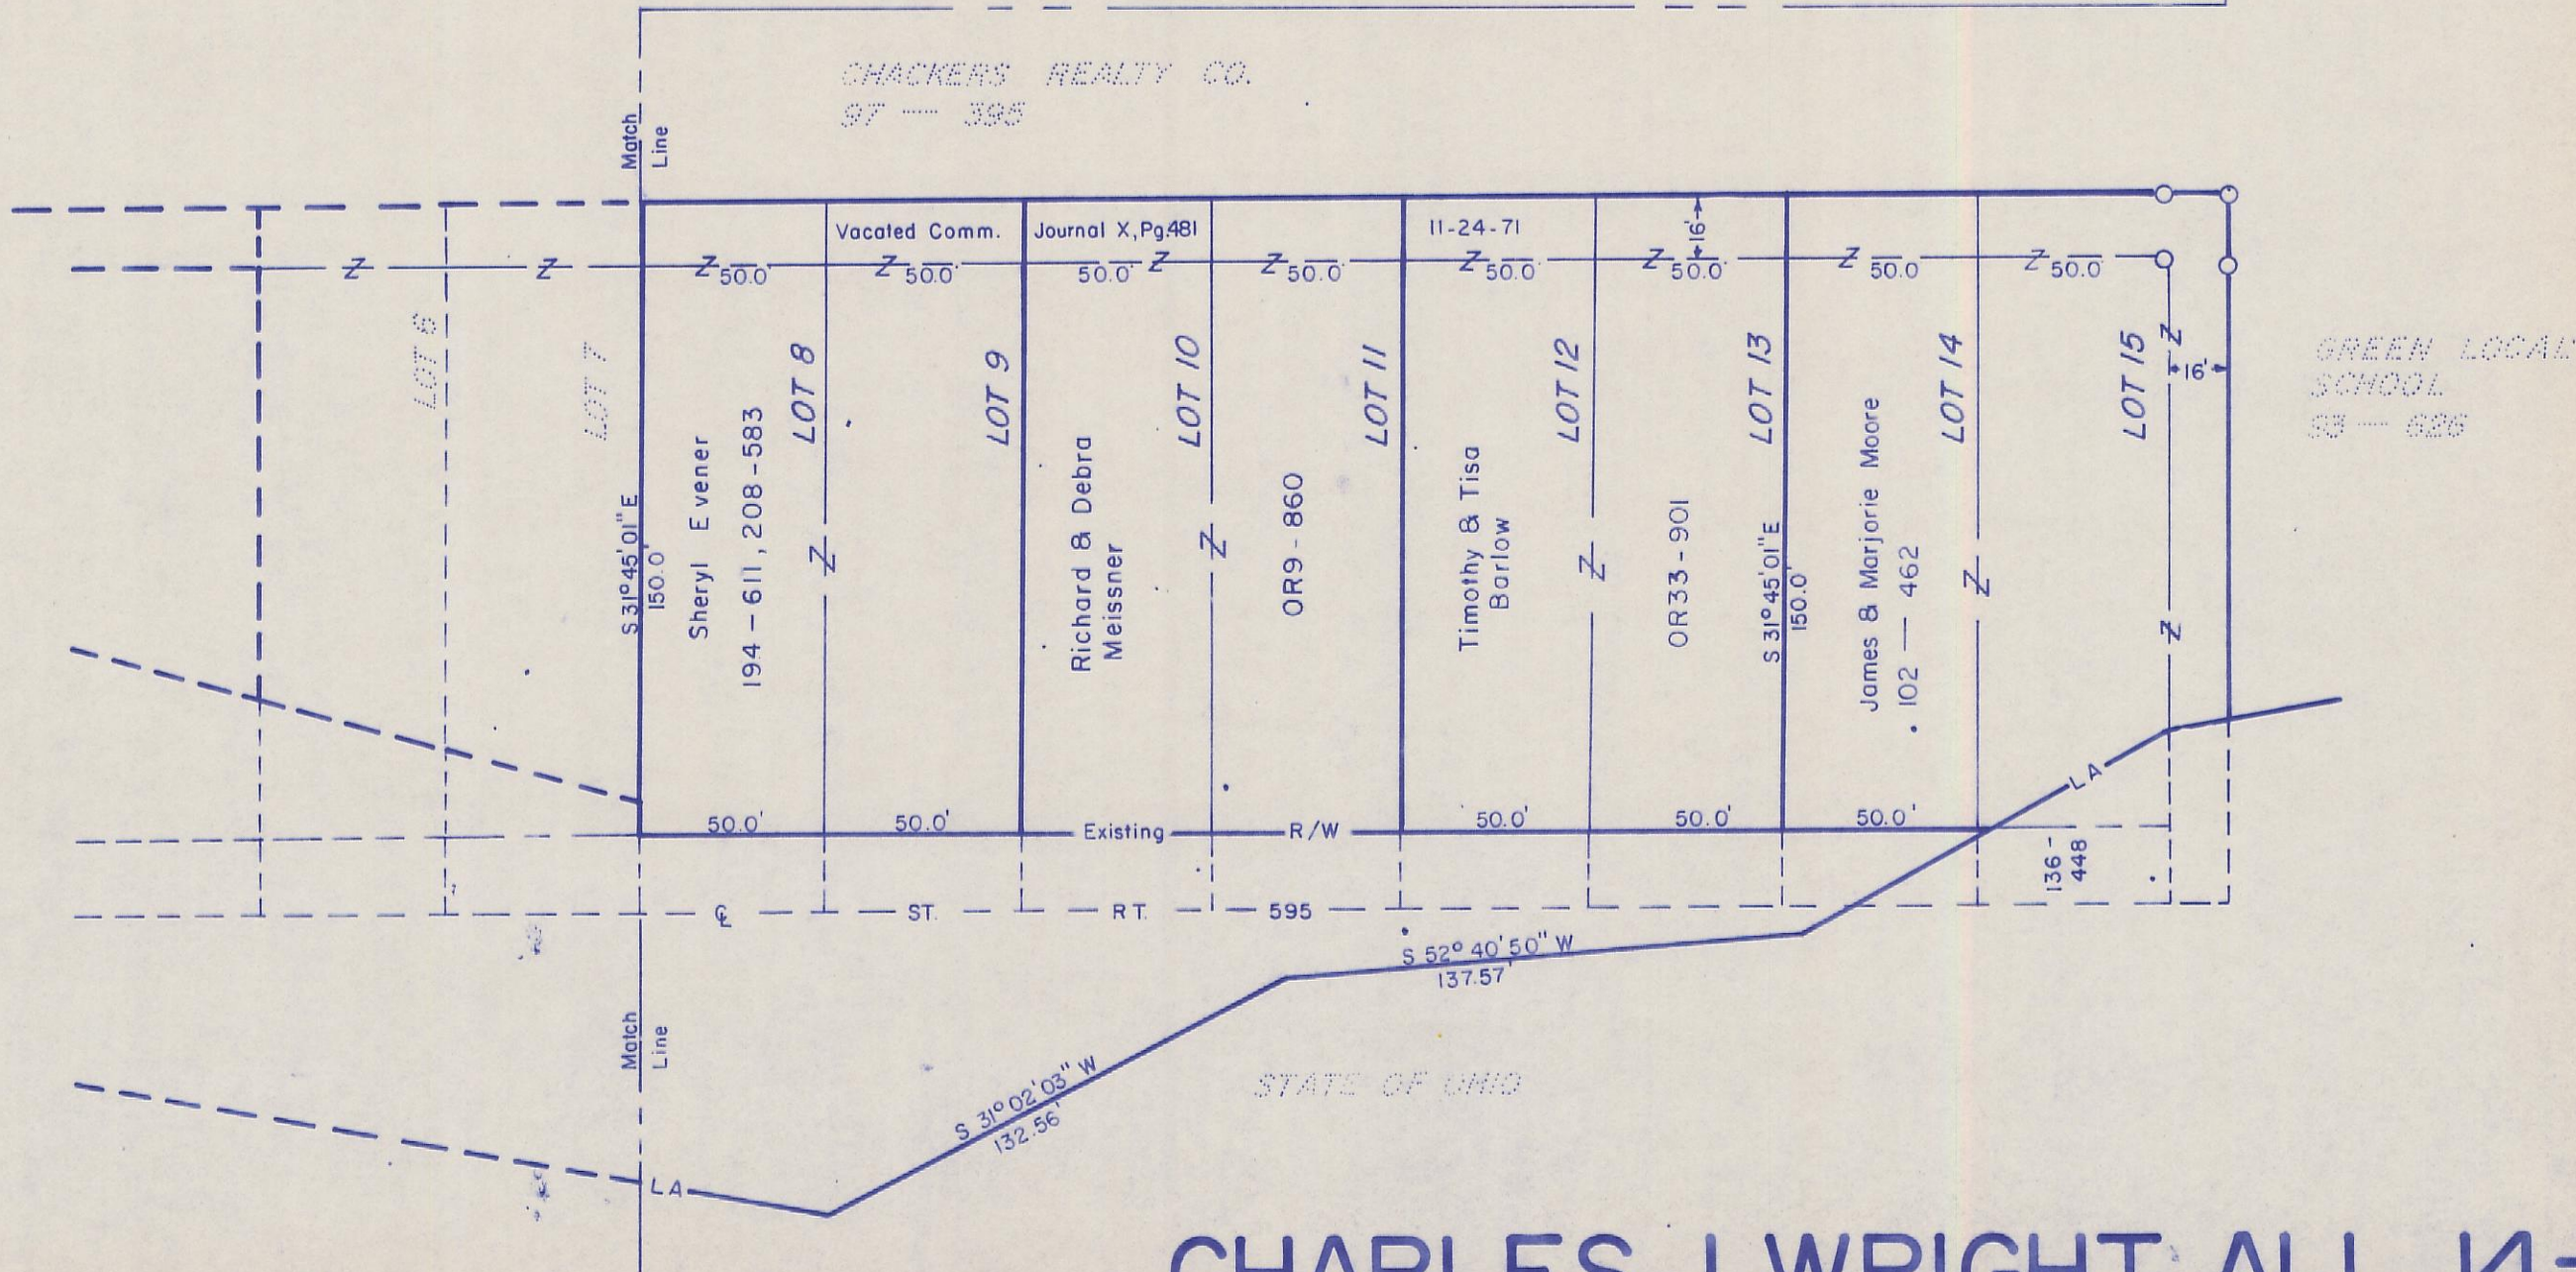 CHACKERS REALTY CO.
97 — 395
Match
Line
Vacated Comm.
Journal X, Pg.481
11-24-71
16'
Z
Z
Z 50.0'
Z 50.0'
50.0' Z
Z 50.0'
Z 50.0'
Z 50.0'
Z 50.0
Z 50.0
LOT 6
LOT 7
LOT 8
LOT 9
LOT 10
LOT 11
LOT 12
LOT 13
LOT 14
LOT 15
Z
16'
GREEN LOCAL
SCHOOL
S 31° 45' 01" E
150.0'
Sheryl Evener
194 – 611, 208 - 583
Z
Richard & Debra
Meissner
Z
OR9 - 860
Timothy & Tisa
Barlow
Z
OR33 - 901
S 31° 45' 01" E
150.0'
James & Marjorie Moore
102 — 462
Z
Z
LA
50.0'
50.0'
Existing
R/W
50.0'
50.0'
50.0'
136 -
448
℄ ST. RT. 595
S 52° 40' 50" W
137.57'
Match
Line
S 31° 02' 03" W
132.56'
STATE OF OHIO
LA
CHARLES J WRIGHT ALL